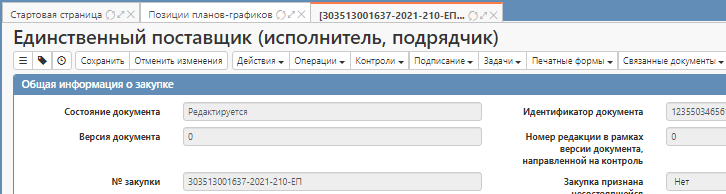 Стартовая страница
Позиции планов-графиков
[303513001637-2021-210-ЕП...
Единственный поставщик (исполнитель, подрядчик)
Сохранить Отменить изменения Действия Операции Контроли Подписание Задачи Печатные формы Связанные документы
Общая информация о закупке
Состояние документа Редактируется
Идентификатор документа 12355034656
Версия документа 0
Номер редакции в рамках версии документа, направленной на контроль 0
№ закупки 303513001637-2021-210-ЕП
Закупка признана несостоявшейся Нет